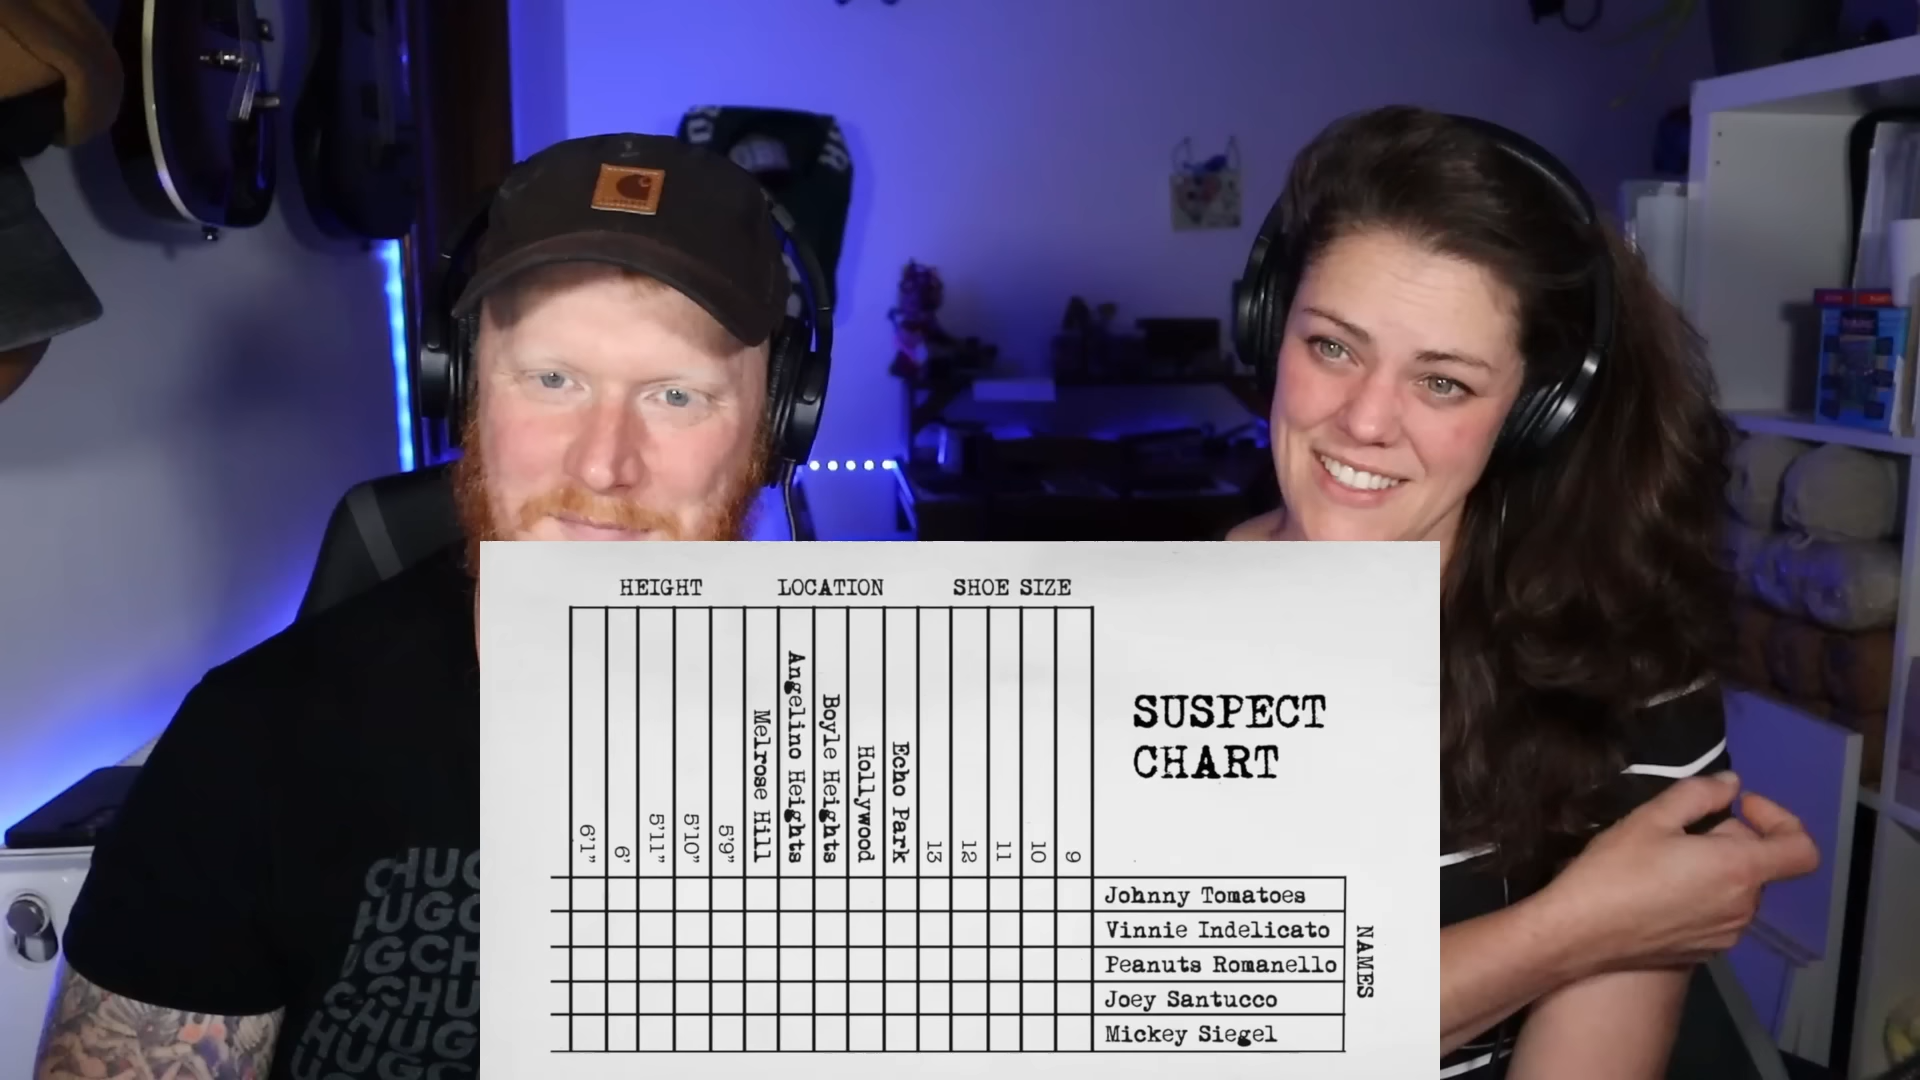 HEIGHT LOCATION SHOE SIZE
6'1" 6' 5'11" 5'10" 5'9" Melrose Hill Angelino Heights Boyle Heights Hollywood Echo Park 13 12 11 10 9
SUSPECT
CHART
Johnny Tomatoes
Vinnie Indelicato
Peanuts Romanello
Joey Santucco
Mickey Siegel
NAMES